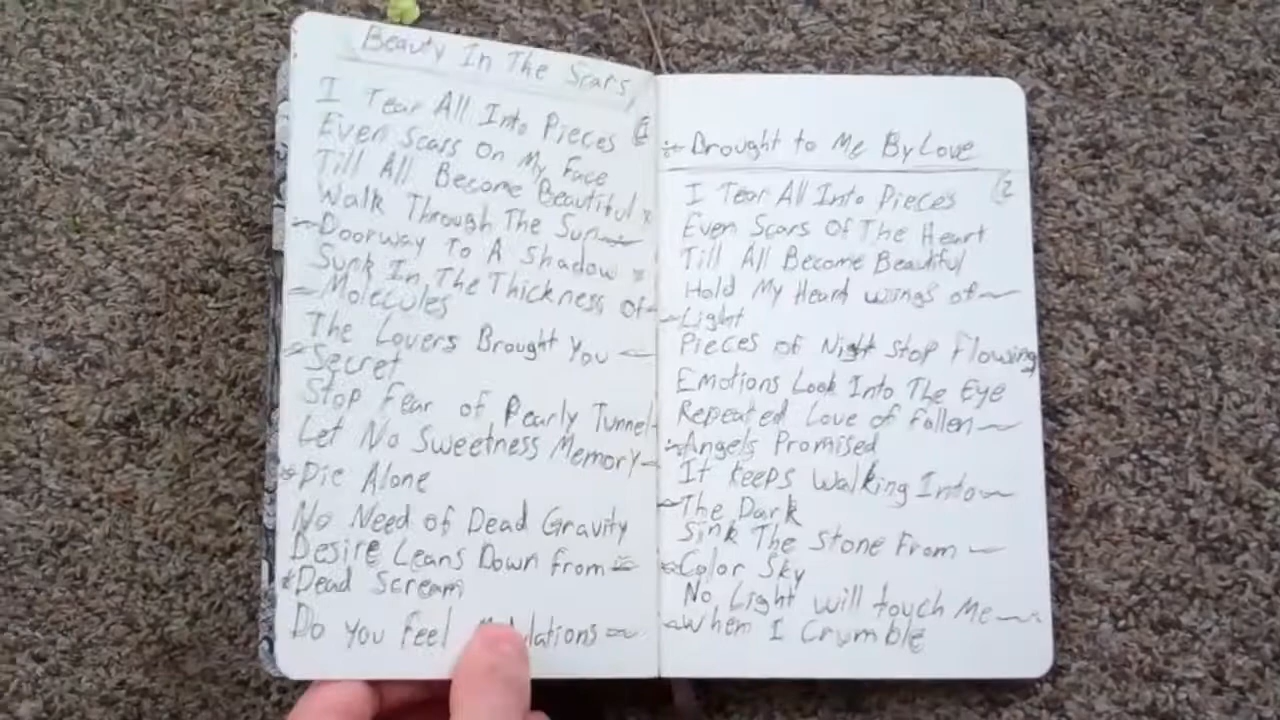 Beauty In The Scars
I Tear All Into Pieces
Even Scars On My Face
Till All Become Beautiful
Walk Through The Sun
Doorway To A Shadow
Sunk In The Thickness of
Molecules
The Lovers Brought You
Secret
Stop Fear of Pearly Tunnel
Let No Sweetness Memory
Die Alone
No Need of Dead Gravity
Desire Leans Down From
Dead Scream
Do You Feel
Brought to Me By Love
I Tear All Into Pieces
Even Scars Of The Heart
Till All Become Beautiful
Hold My Heart wings of
Light
Pieces of Night Stop Flowing
Emotions Look Into The Eye
Repeated Love of Fallen
Angels Promised
It Keeps Walking Into
The Dark
Sink The Stone From
Color Sky
No Light will touch Me
When I Crumble